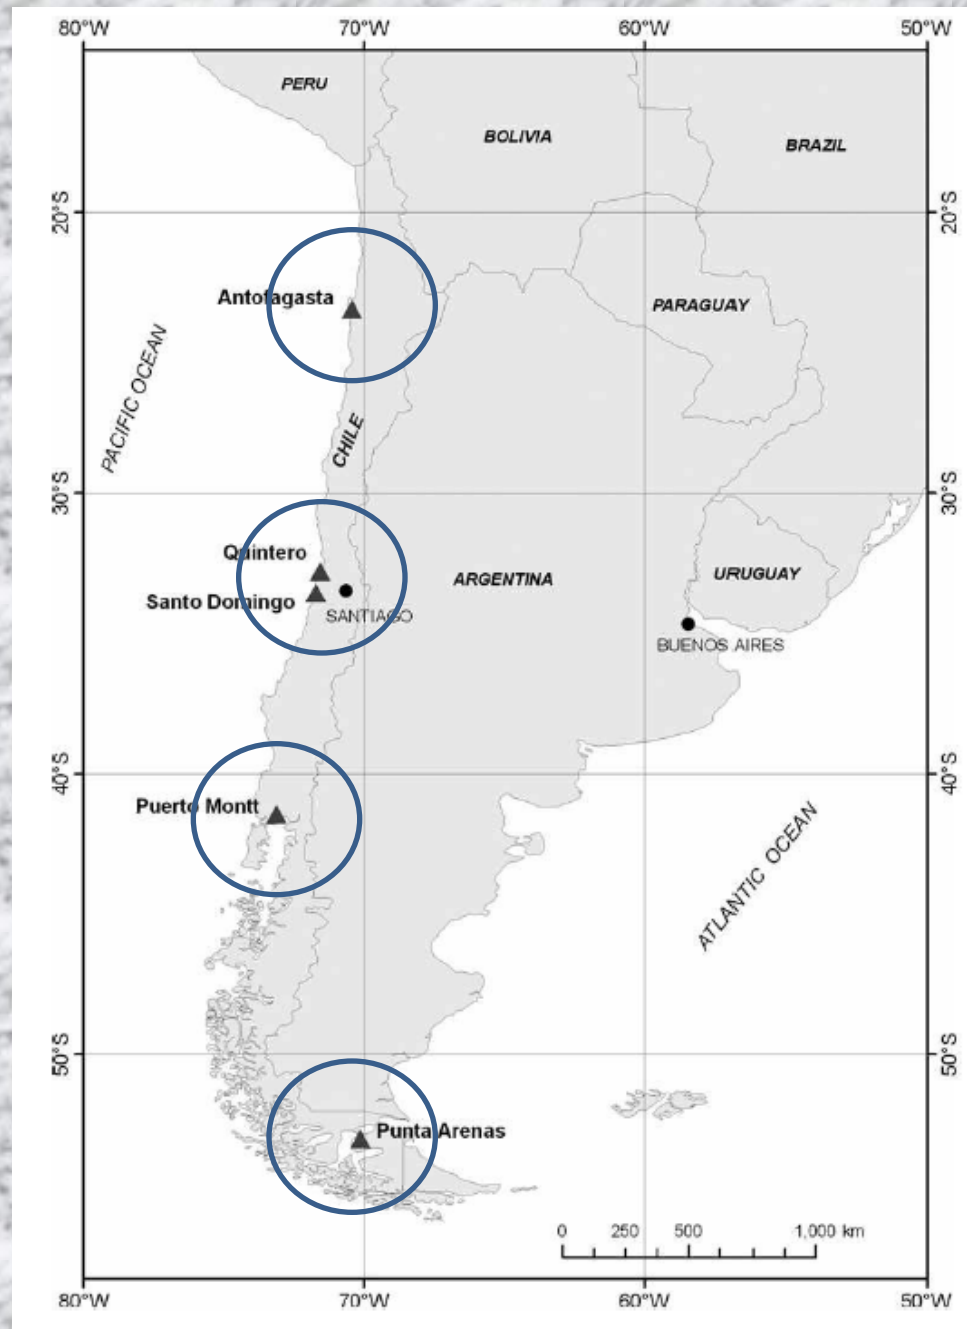 80°W 70°W 60°W 50°W
PERU
BOLIVIA
BRAZIL
20°S 20°S
Antofagasta
PARAGUAY
PACIFIC OCEAN
CHILE
30°S 30°S
Quintero
ARGENTINA
URUGUAY
Santo Domingo
SANTIAGO
BUENOS AIRES
40°S 40°S
Puerto Montt
ATLANTIC OCEAN
50°S 50°S
Punta Arenas
0 250 500 1,000 km
80°W 70°W 60°W 50°W